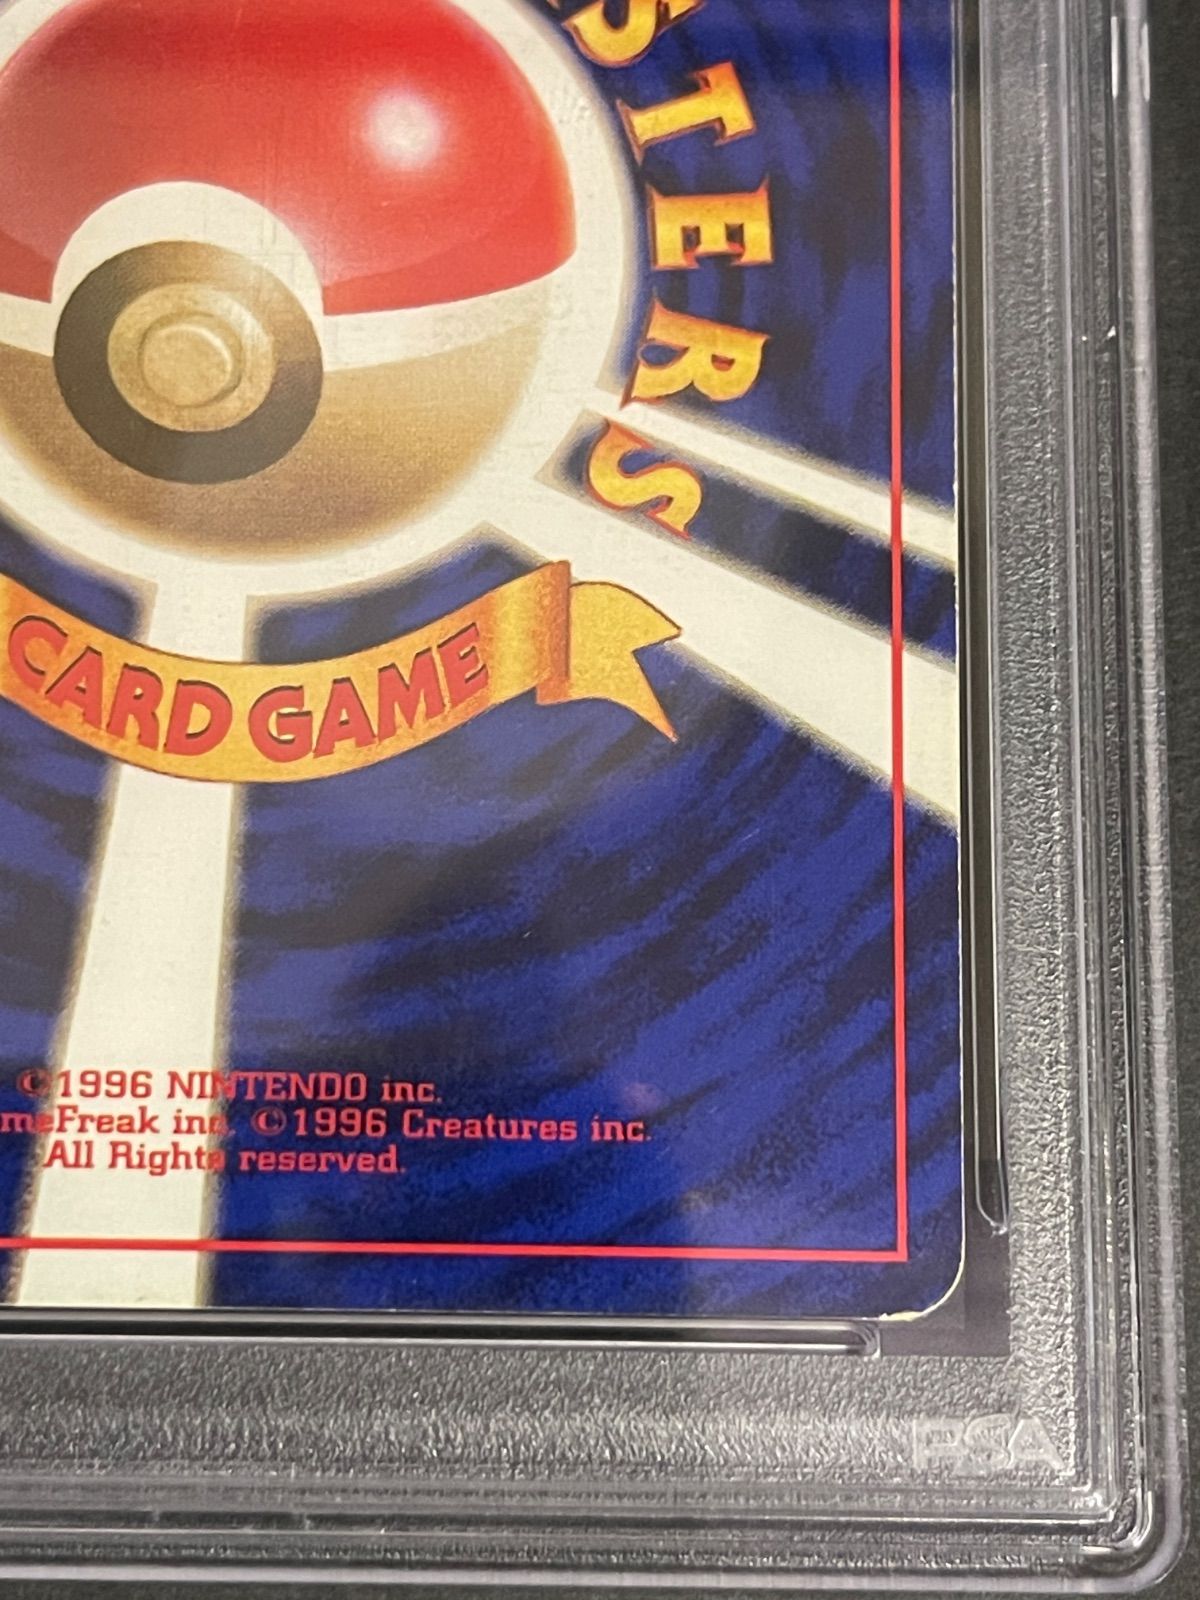 STERS
CARD GAME
©1996 NINTENDO inc.
meFreak inc. ©1996 Creatures inc.
All Rights reserved.
PSA